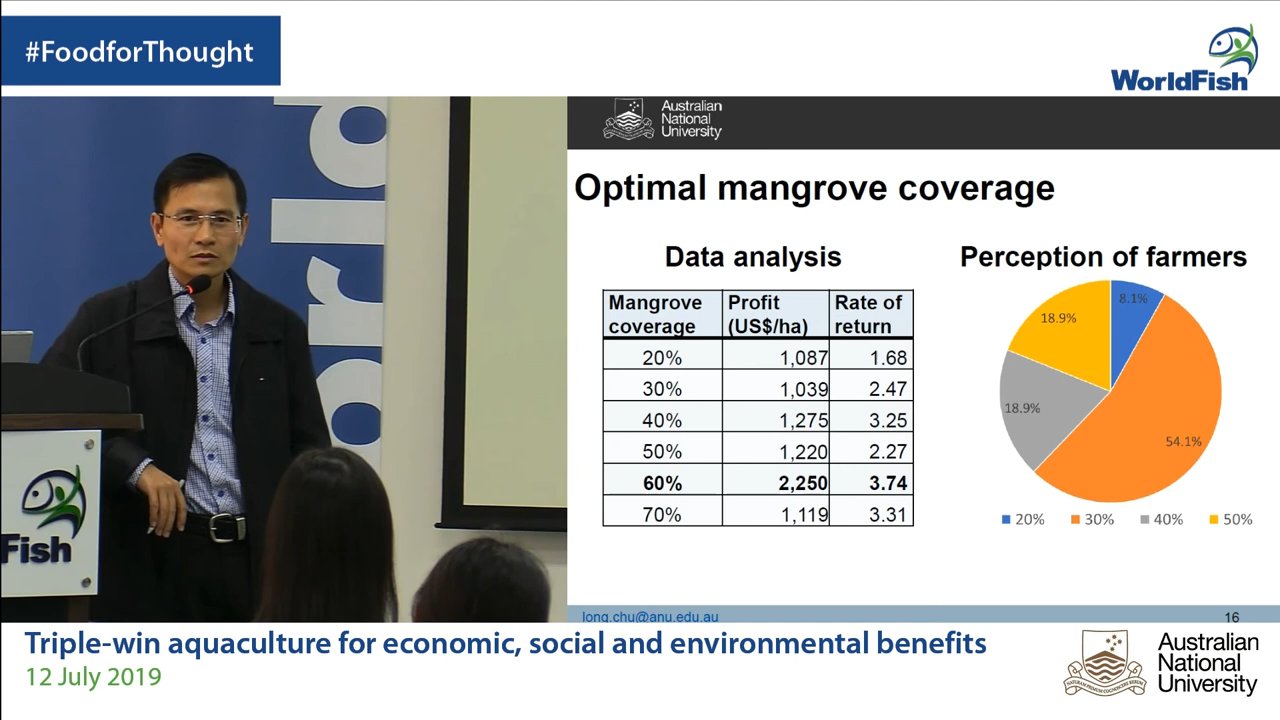 #FoodforThought
WorldFish
orld
Fish
Australian
National
University
Optimal mangrove coverage
Data analysis
Mangrove coverage Profit (US$/ha) Rate of return
20% 1,087 1.68
30% 1,039 2.47
40% 1,275 3.25
50% 1,220 2.27
60% 2,250 3.74
70% 1,119 3.31
Perception of farmers
8.1%
18.9%
18.9%
54.1%
20% 30% 40% 50%
long.chu@anu.edu.au 16
Triple-win aquaculture for economic, social and environmental benefits
12 July 2019
Australian
National
University